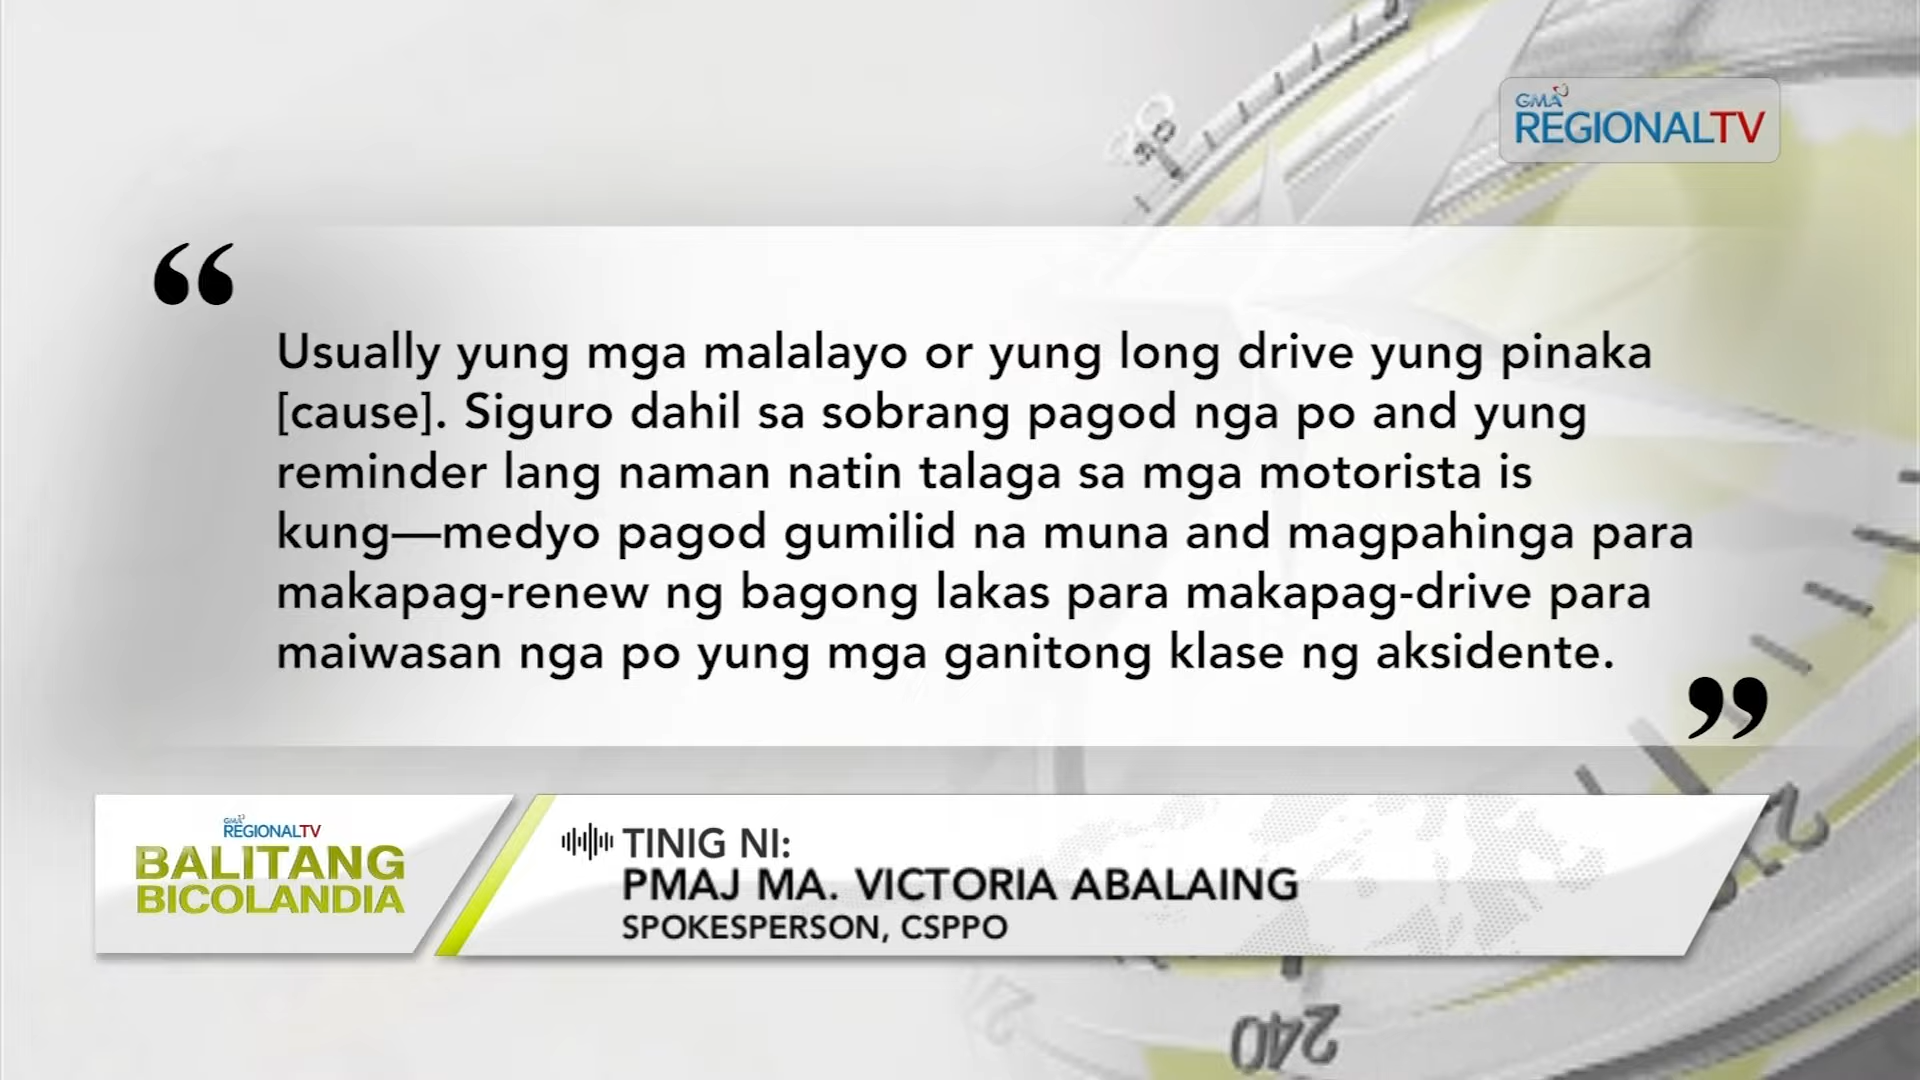 GMA
REGIONALTV
“
Usually yung mga malalayo or yung long drive yung pinaka
[cause]. Siguro dahil sa sobrang pagod nga po and yung
reminder lang naman natin talaga sa mga motorista is
kung—medyo pagod gumilid na muna and magpahinga para
makapag-renew ng bagong lakas para makapag-drive para
maiwasan nga po yung mga ganitong klase ng aksidente.
”
GMA
REGIONALTV
BALITANG
BICOLANDIA
TINIG NI:
PMAJ MA. VICTORIA ABALAING
SPOKESPERSON, CSPPO
240